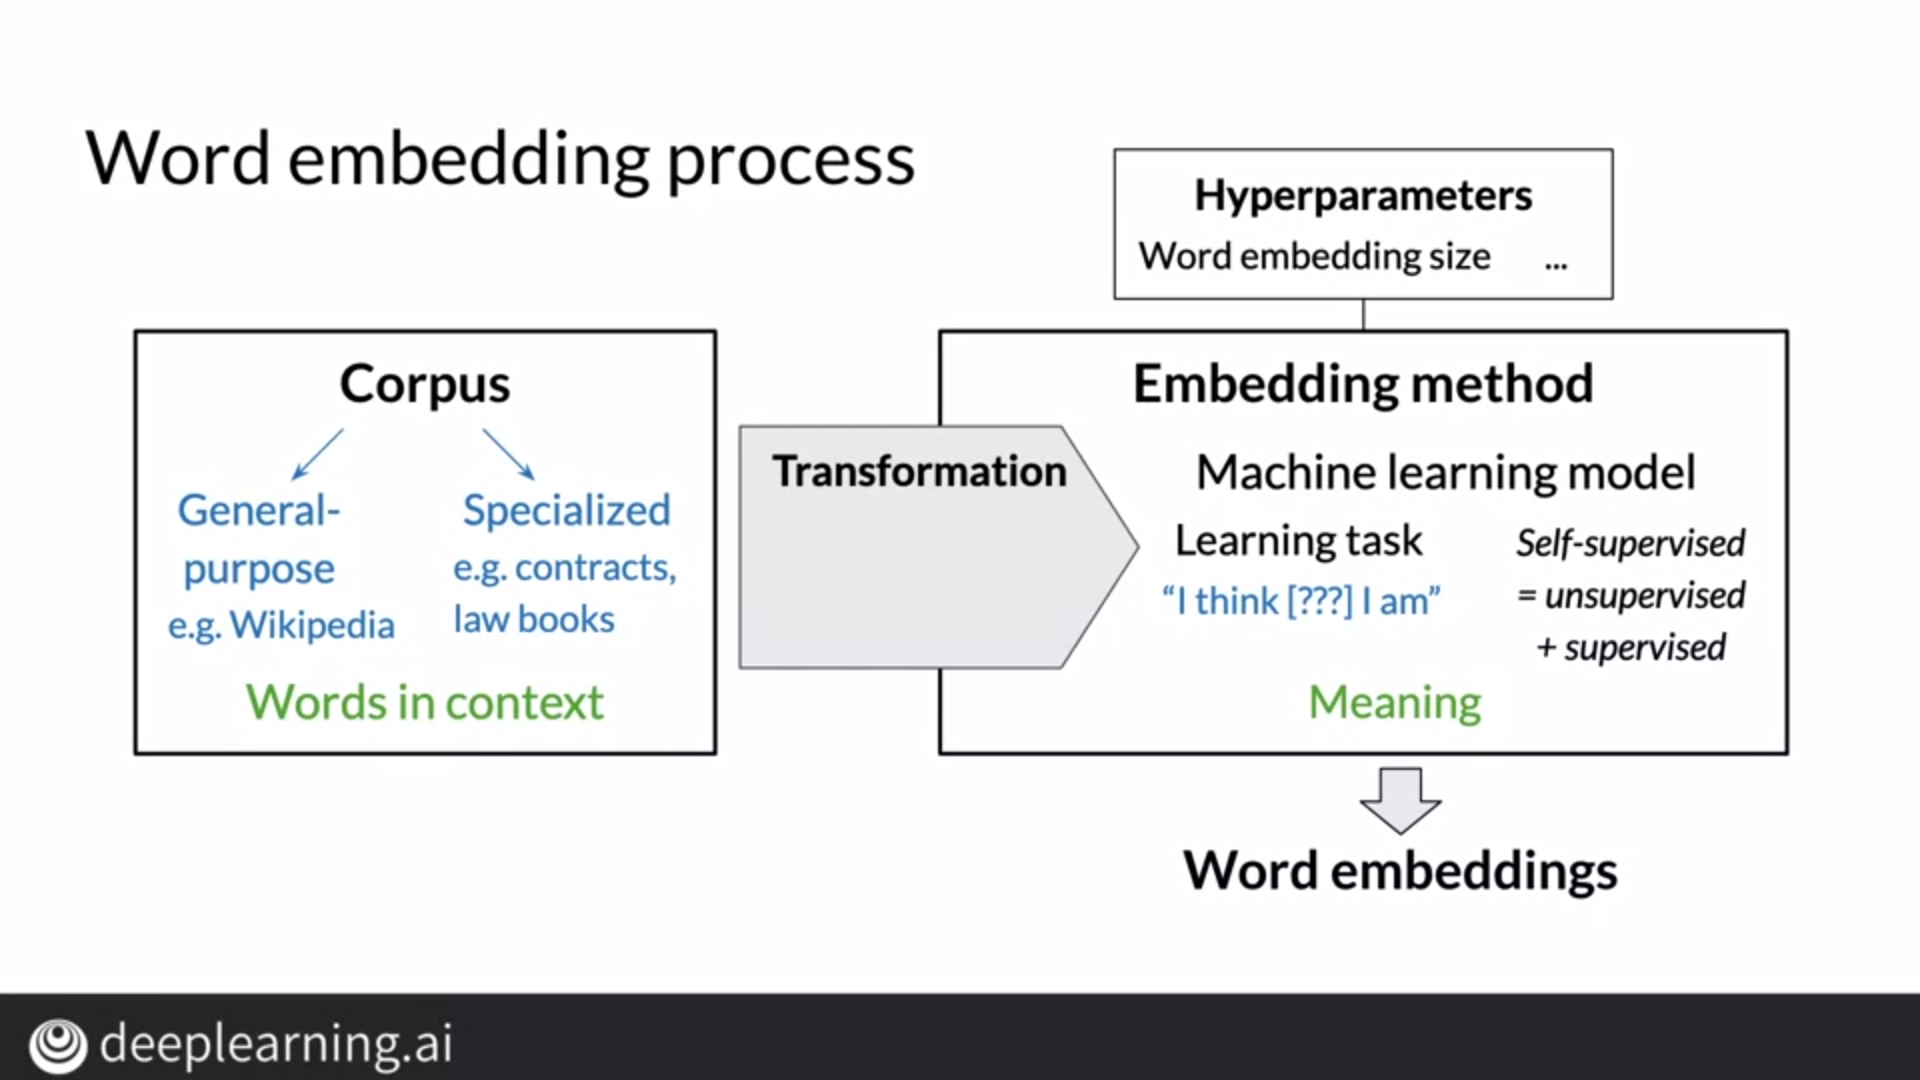 Word embedding process
Hyperparameters
Word embedding size ...
Corpus
General-
purpose
e.g. Wikipedia
Specialized
e.g. contracts,
law books
Words in context
Transformation
Embedding method
Machine learning model
Learning task
“I think [???] I am”
Self-supervised
= unsupervised
+ supervised
Meaning
Word embeddings
deeplearning.ai